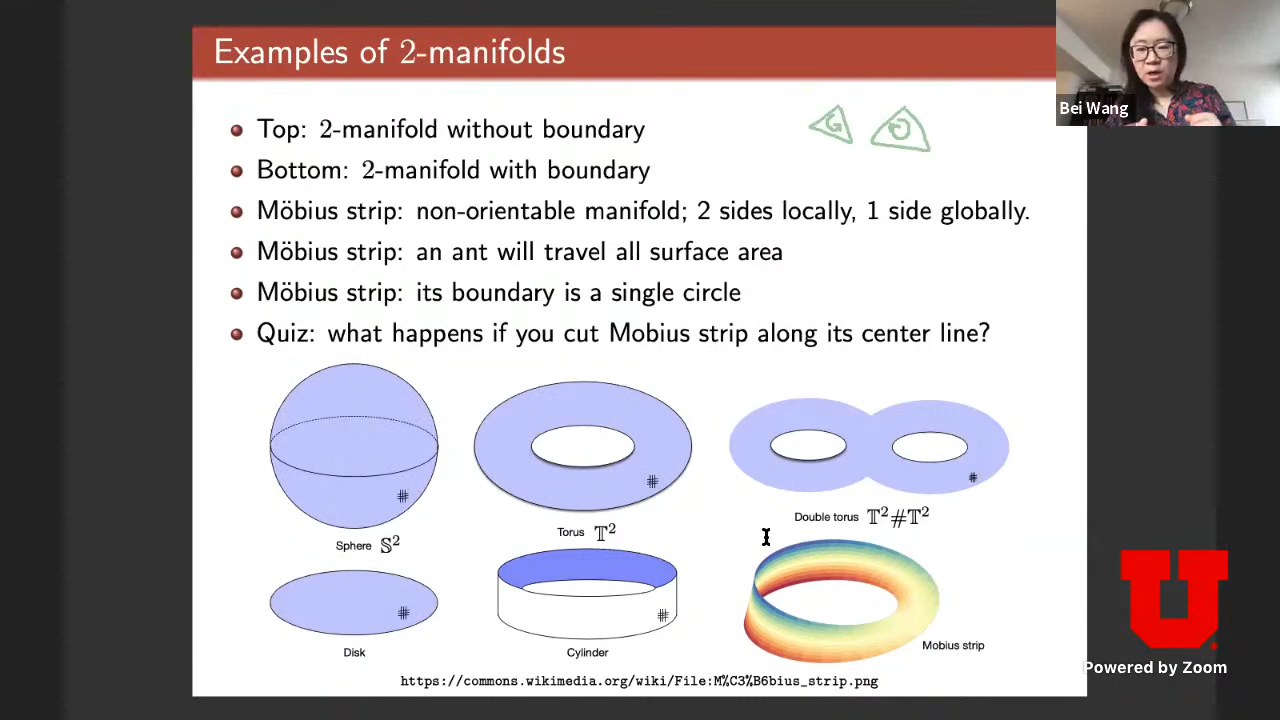 Examples of 2-manifolds
Bei Wang
Top: 2-manifold without boundary
Bottom: 2-manifold with boundary
Möbius strip: non-orientable manifold; 2 sides locally, 1 side globally.
Möbius strip: an ant will travel all surface area
Möbius strip: its boundary is a single circle
Quiz: what happens if you cut Mobius strip along its center line?
Sphere 𝕊²
Torus 𝕋²
Double torus 𝕋²#𝕋²
Disk
Cylinder
Mobius strip
https://commons.wikimedia.org/wiki/File:M%C3%B6bius_strip.png
U
Powered by Zoom